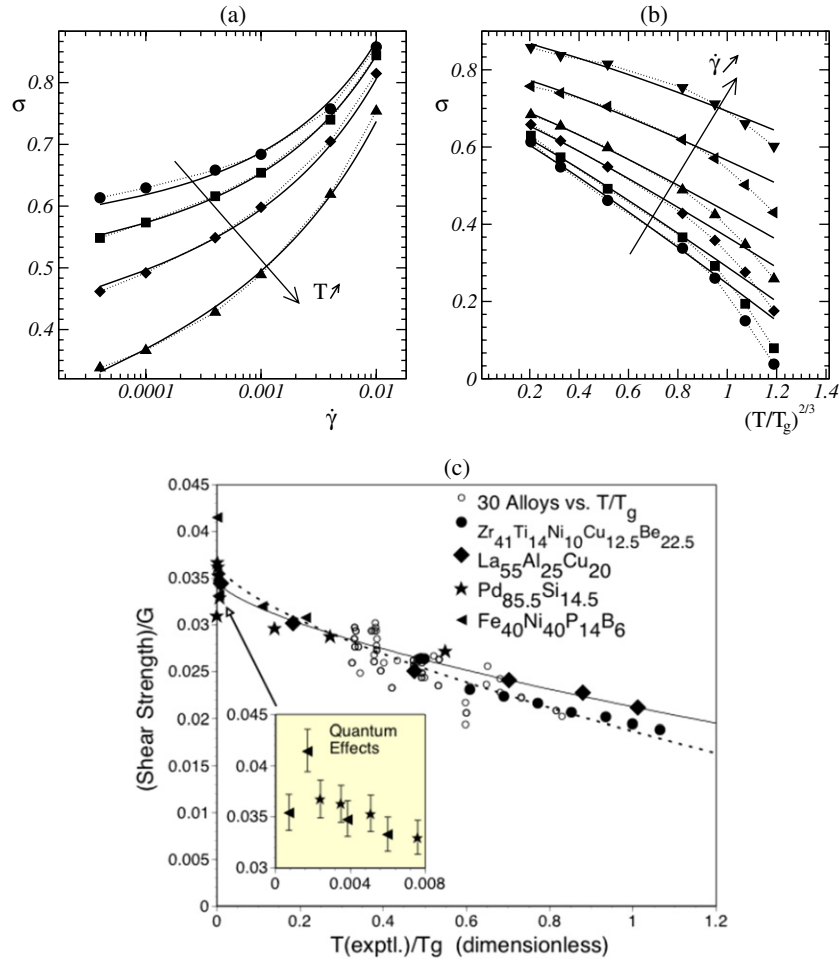 (a)
(b)
0.8
0.7
σ
0.6
0.5
0.4
T↗
0.0001
0.001
0.01
γ̇
0.8
σ
0.6
0.4
0.2
0
γ̇↗
0.2
0.4
0.6
0.8
1
1.2
1.4
(T/Tg)^2/3
(c)
0.045
0.04
0.035
0.03
0.025
0.02
0.015
0.01
0.005
0
(Shear Strength)/G
30 Alloys vs. T/Tg
Zr41Ti14Ni10Cu12.5Be22.5
La55Al25Cu20
Pd85.5Si14.5
Fe40Ni40P14B6
0.045
0.04
0.035
0.03
Quantum
Effects
0
0.004
0.008
0
0.2
0.4
0.6
0.8
1
1.2
T(exptl.)/Tg (dimensionless)